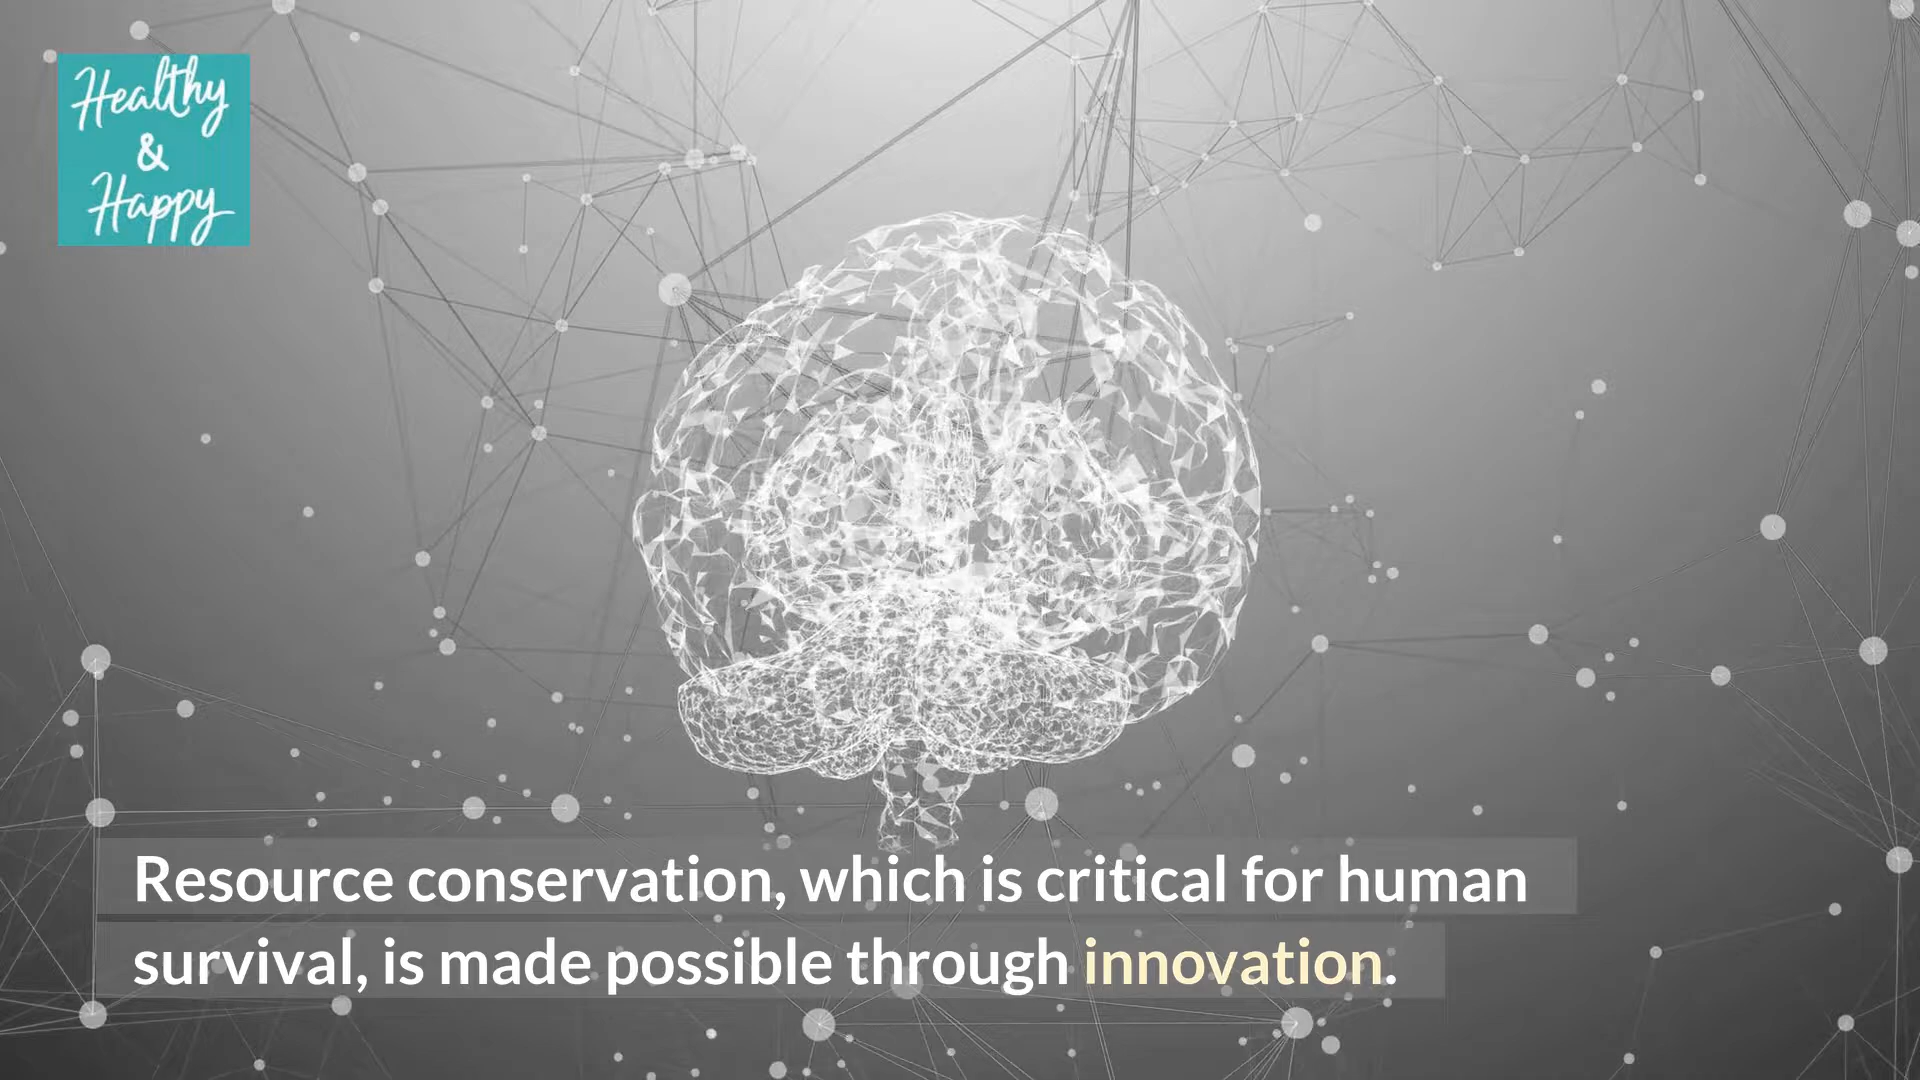 Healthy
&
Happy
Resource conservation, which is critical for human
survival, is made possible through innovation.